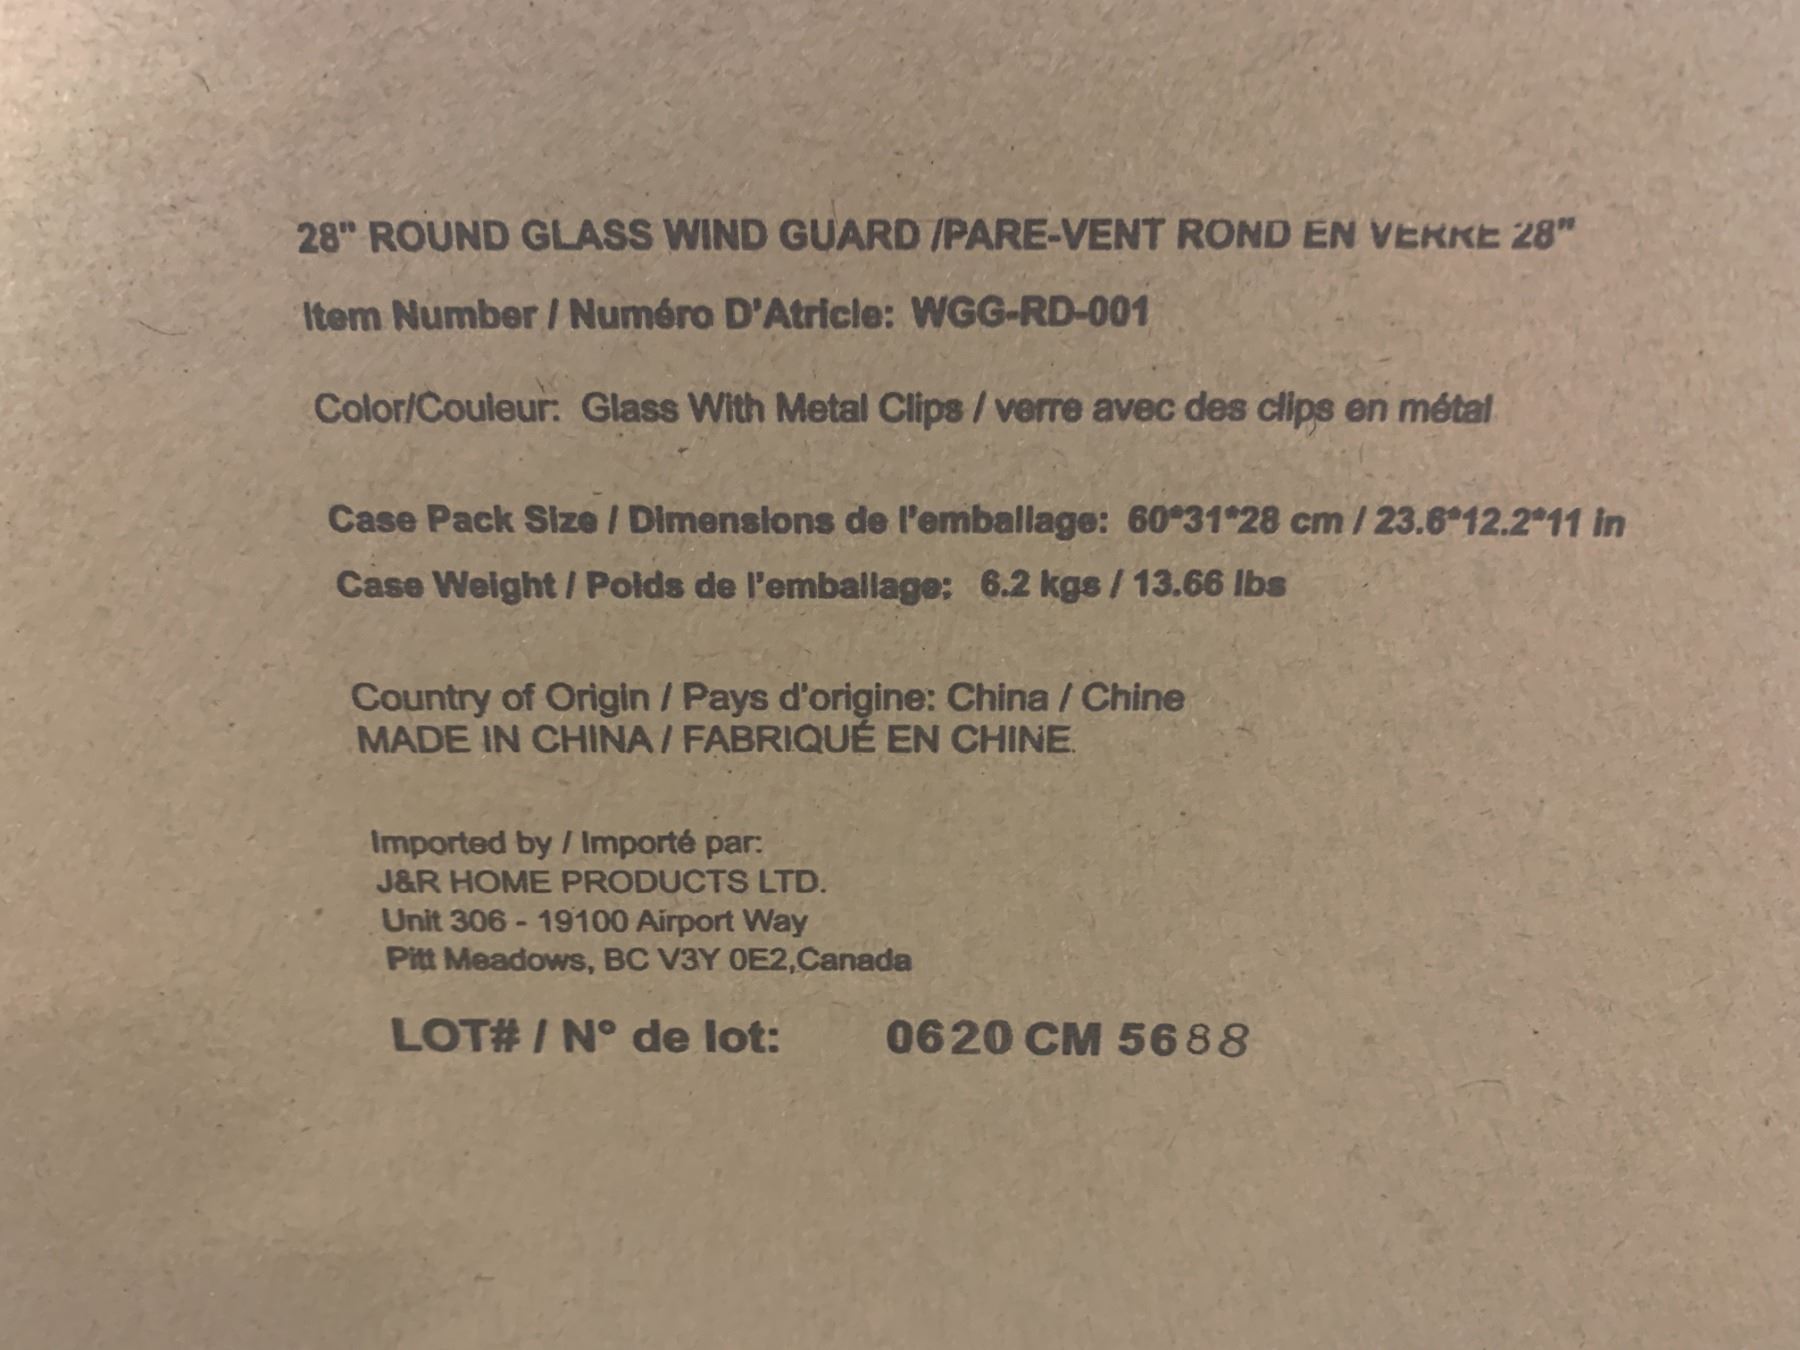 28" ROUND GLASS WIND GUARD /PARE-VENT ROND EN VERRE 28"
Item Number / Numéro D'Atricle: WGG-RD-001
Color/Couleur: Glass With Metal Clips / verre avec des clips en métal
Case Pack Size / Dimensions de l'emballage: 60*31*28 cm / 23.6*12.2*11 in
Case Weight / Poids de l'emballage: 6.2 kgs / 13.66 lbs
Country of Origin / Pays d'origine: China / Chine
MADE IN CHINA / FABRIQUÉ EN CHINE.
Imported by / Importé par:
J&R HOME PRODUCTS LTD.
Unit 306 - 19100 Airport Way
Pitt Meadows, BC V3Y 0E2,Canada
LOT# / N° de lot: 0620 CM 5688